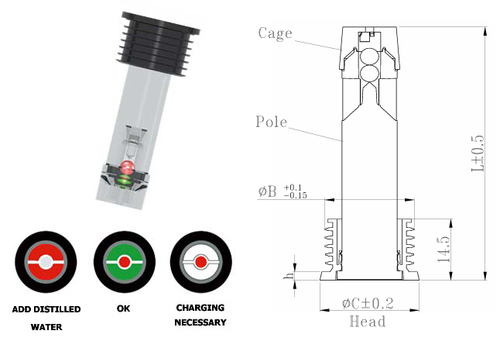 Cage
Pole
L±0.5
øB +0.1
-0.15
14.5
h
øC±0.2
Head
ADD DISTILLED
WATER
OK
CHARGING
NECESSARY